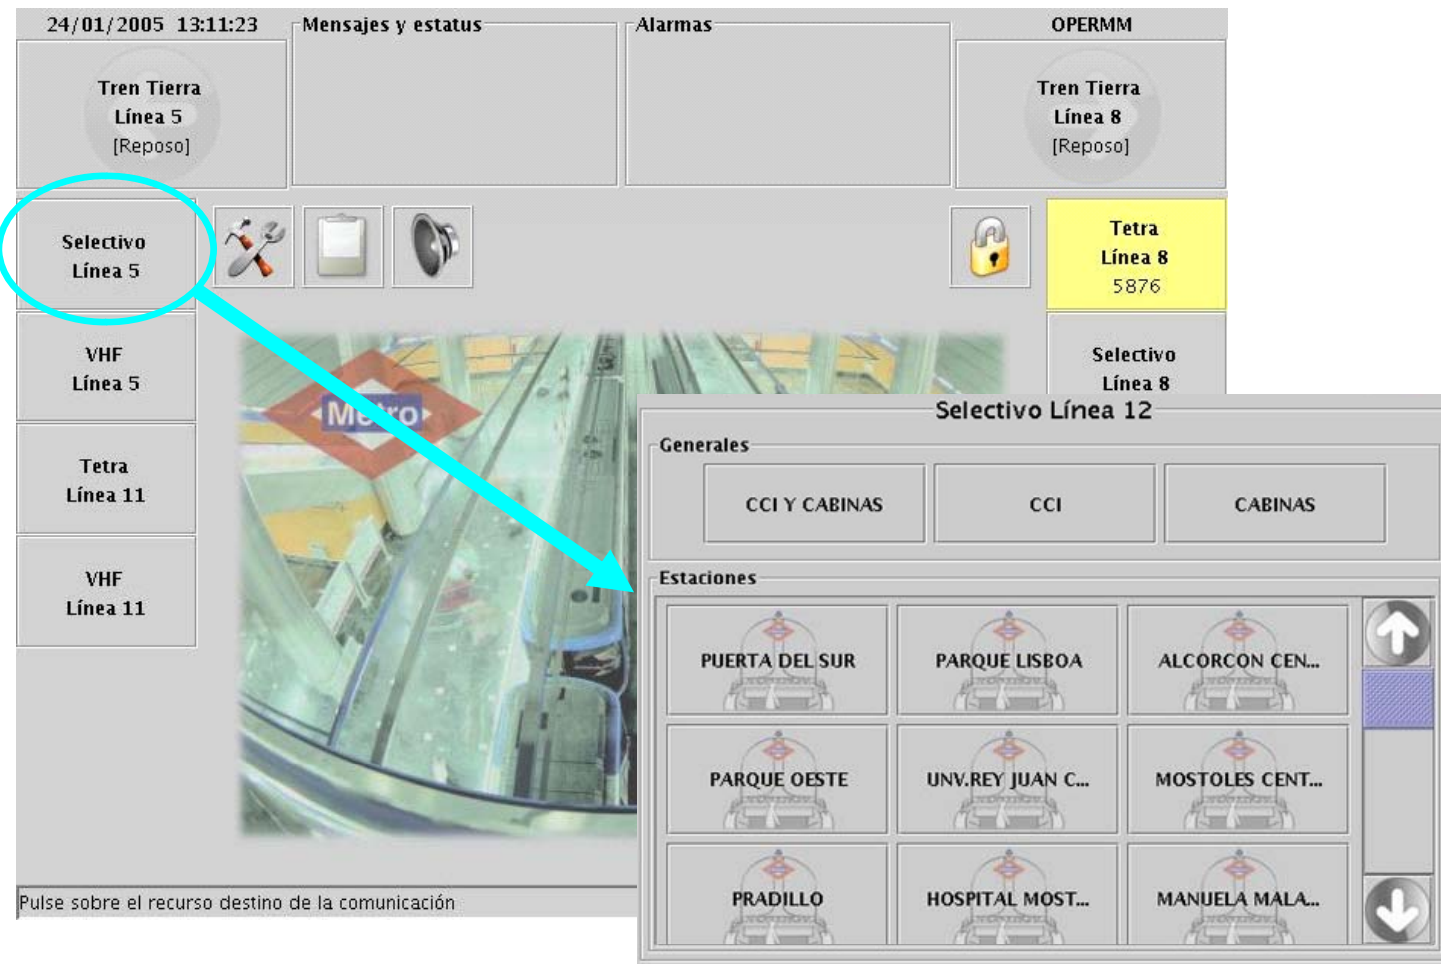 24/01/2005 13:11:23
Mensajes y estatus
Alarmas
OPERMM
Tren Tierra
Línea 5
[Reposo]
Tren Tierra
Línea 8
[Reposo]
Selectivo
Línea 5
Tetra
Línea 8
5876
VHF
Línea 5
Selectivo
Línea 8
Metro
Tetra
Línea 11
VHF
Línea 11
Pulse sobre el recurso destino de la comunicación
Selectivo Línea 12
Generales
CCI Y CABINAS
CCI
CABINAS
Estaciones
PUERTA DEL SUR
PARQUE LISBOA
ALCORCON CEN...
PARQUE OESTE
UNV.REY JUAN C...
MOSTOLES CENT...
PRADILLO
HOSPITAL MOST...
MANUELA MALA...